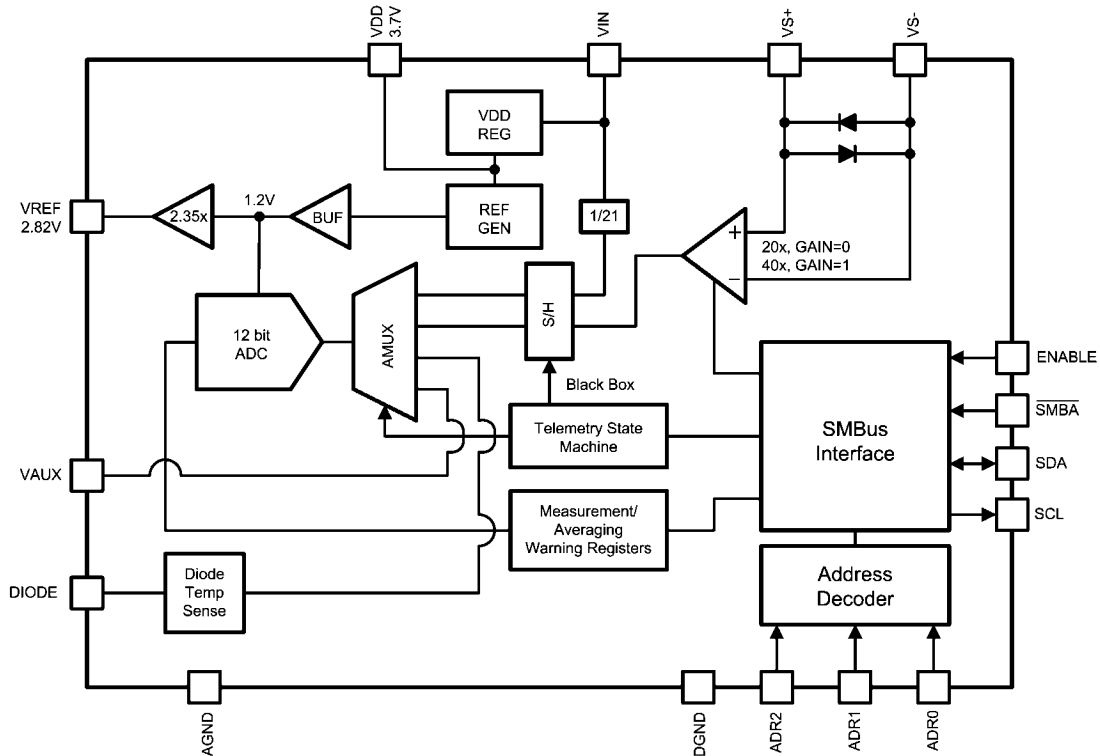 VDD
3.7V
VIN
VS+
VS-
VDD
REG
VREF
2.82V
2.35x
1.2V
BUF
REF
GEN
1/21
+
20x, GAIN=0
40x, GAIN=1
−
12 bit
ADC
AMUX
S/H
Black Box
Telemetry State
Machine
SMBus
Interface
ENABLE
SMBA
SDA
SCL
VAUX
Measurement/
Averaging
Warning Registers
DIODE
Diode
Temp
Sense
Address
Decoder
AGND
DGND
ADR2
ADR1
ADR0